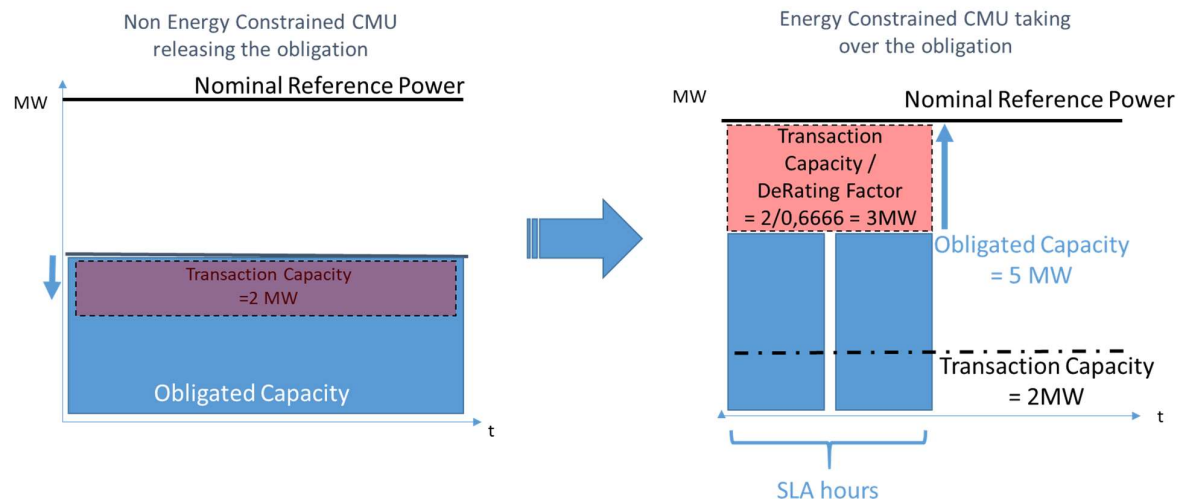 Non Energy Constrained CMU
releasing the obligation
MW
Nominal Reference Power
Transaction Capacity
=2 MW
Obligated Capacity
t
Energy Constrained CMU taking
over the obligation
MW
Nominal Reference Power
Transaction
Capacity /
DeRating Factor
= 2/0,6666 = 3MW
Obligated Capacity
= 5 MW
Transaction Capacity
= 2MW
t
SLA hours